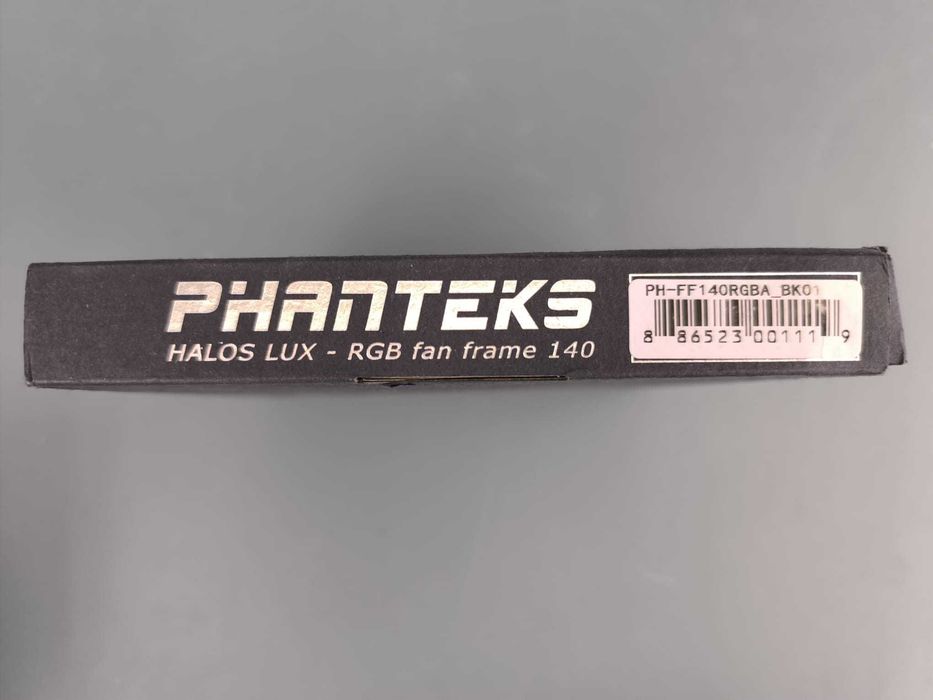 PHANTEKS
HALOS LUX - RGB fan frame 140
PH-FF140RGBA_BK01
8 86523 00111 9